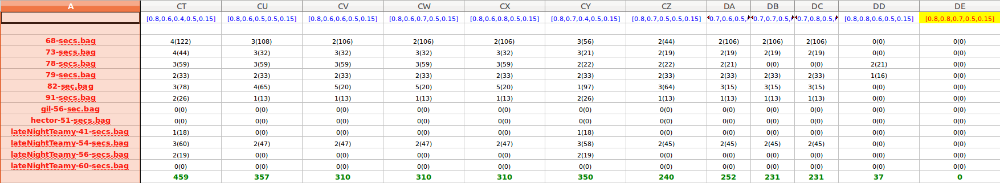 A CT CU CV CW CX CY CZ DA DB DC DD DE
[0.8,0.6,0.4,0.5,0.15] [0.8,0.6,0.5,0.5,0.15] [0.8,0.6,0.6,0.5,0.15] [0.8,0.6,0.7,0.5,0.15] [0.8,0.6,0.8,0.5,0.15] [0.8,0.7,0.4,0.5,0.15] [0.8,0.7,0.5,0.5,0.15] 0.7,0.6,0.5, 0.7,0.7,0.5, 0.7,0.8,0.5, [0.8,0.8,0.6,0.5,0.15] [0.8,0.8,0.7,0.5,0.15]
68-secs.bag 4(122) 3(108) 2(106) 2(106) 2(106) 3(56) 2(44) 2(106) 2(106) 2(106) 0(0) 0(0)
73-secs.bag 4(44) 3(32) 3(32) 3(32) 3(32) 3(21) 2(19) 2(19) 2(19) 2(19) 0(0) 0(0)
78-secs.bag 3(59) 3(59) 3(59) 3(59) 3(59) 2(22) 2(22) 2(21) 0(0) 0(0) 2(21) 0(0)
79-secs.bag 2(33) 2(33) 2(33) 2(33) 2(33) 2(33) 2(33) 2(33) 2(33) 2(33) 1(16) 0(0)
82-sec.bag 3(78) 4(65) 5(20) 5(20) 5(20) 1(97) 3(64) 3(15) 3(15) 3(15) 0(0) 0(0)
91-secs.bag 2(26) 1(13) 1(13) 1(13) 1(13) 2(26) 1(13) 1(13) 1(13) 1(13) 0(0) 0(0)
gil-56-sec.bag 0(0) 0(0) 0(0) 0(0) 0(0) 0(0) 0(0) 0(0) 0(0) 0(0) 0(0) 0(0)
hector-51-secs.bag 0(0) 0(0) 0(0) 0(0) 0(0) 0(0) 0(0) 0(0) 0(0) 0(0) 0(0) 0(0)
lateNightTeamy-41-secs.bag 1(18) 0(0) 0(0) 0(0) 0(0) 1(18) 0(0) 0(0) 0(0) 0(0) 0(0) 0(0)
lateNightTeamy-54-secs.bag 3(60) 2(47) 2(47) 2(47) 2(47) 3(58) 2(45) 2(45) 2(45) 2(45) 0(0) 0(0)
lateNightTeamy-56-secs.bag 2(19) 0(0) 0(0) 0(0) 0(0) 2(19) 0(0) 0(0) 0(0) 0(0) 0(0) 0(0)
lateNightTeamy-60-secs.bag 0(0) 0(0) 0(0) 0(0) 0(0) 0(0) 0(0) 0(0) 0(0) 0(0) 0(0) 0(0)
459 357 310 310 310 350 240 252 231 231 37 0